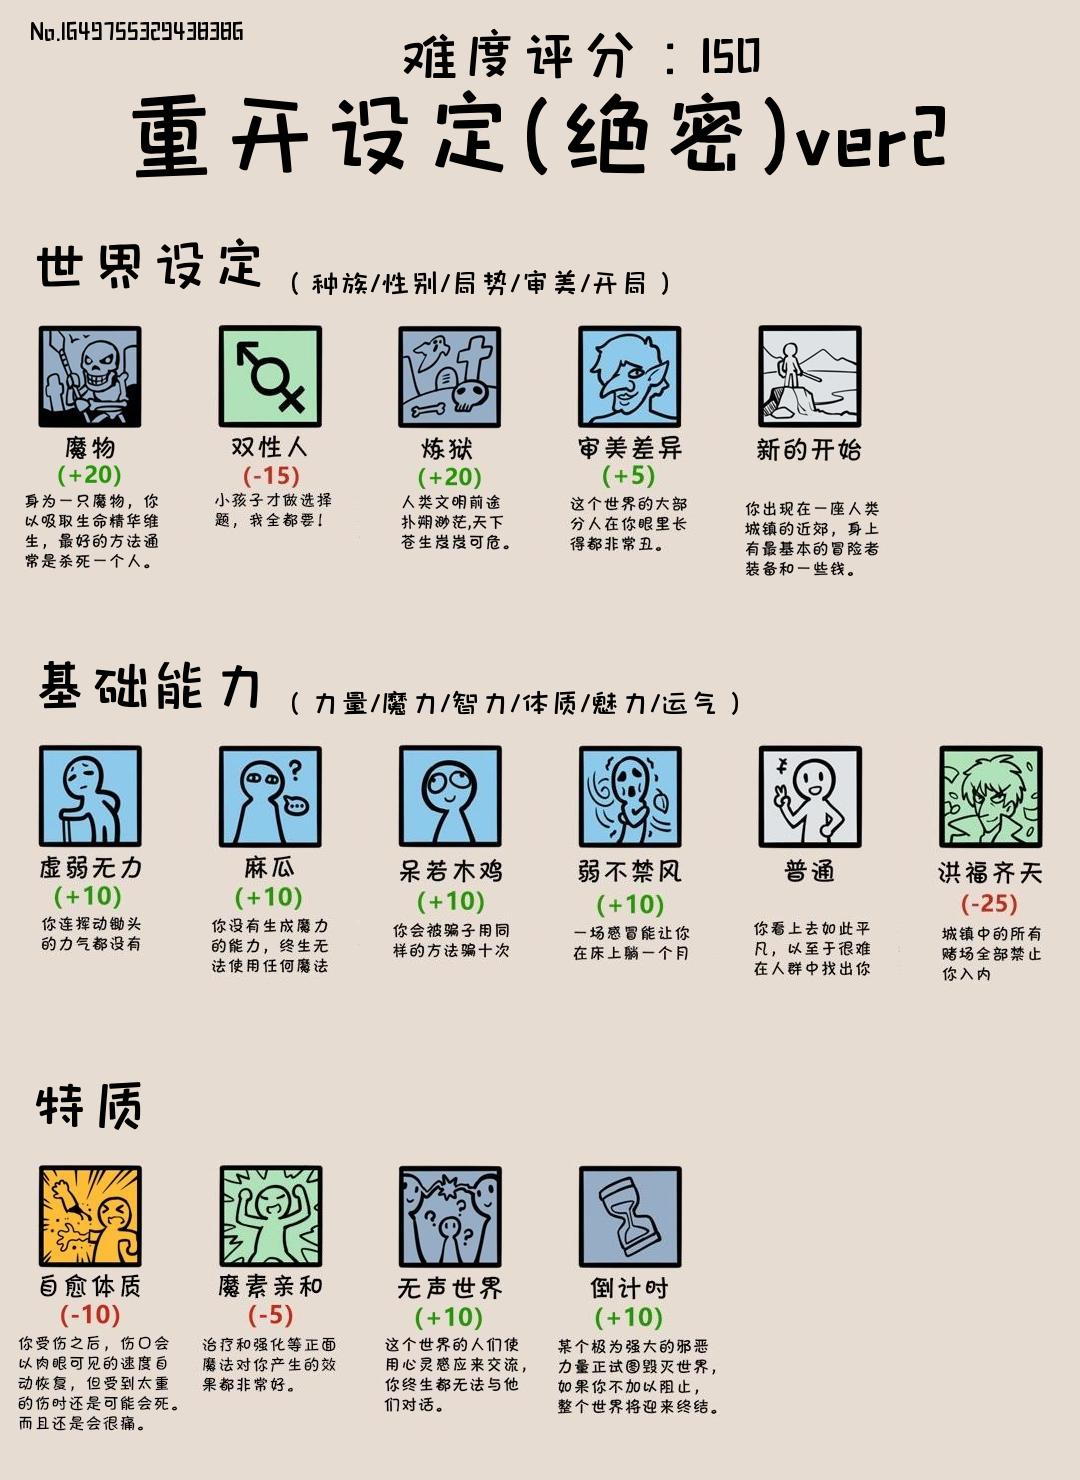 No.1649755329438386
难度评分：150
重开设定(绝密)ver2
世界设定（种族/性别/局势/审美/开局）
魔物
(+20)
身为一只魔物，你
以吸取生命精华维
生，最好的方法通
常是杀死一个人。
双性人
(-15)
小孩子才做选择
题，我全都要！
炼狱
(+20)
人类文明前途
扑朔渺茫,天下
苍生岌岌可危。
审美差异
(+5)
这个世界的大部
分人在你眼里长
得都非常丑。
新的开始
你出现在一座人类
城镇的近郊，身上
有最基本的冒险者
装备和一些钱。
基础能力（力量/魔力/智力/体质/魅力/运气）
虚弱无力
(+10)
你连挥动锄头
的力气都没有
麻瓜
(+10)
你没有生成魔力
的能力，终生无
法使用任何魔法
呆若木鸡
(+10)
你会被骗子用同
样的方法骗十次
弱不禁风
(+10)
一场感冒能让你
在床上躺一个月
普通
你看上去如此平
凡，以至于很难
在人群中找出你
洪福齐天
(-25)
城镇中的所有
赌场全部禁止
你入内
特质
自愈体质
(-10)
你受伤之后，伤口会
以肉眼可见的速度自
动恢复，但受到太重
的伤时还是可能会死。
而且还是会很痛。
魔素亲和
(-5)
治疗和强化等正面
魔法对你产生的效
果都非常好。
无声世界
(+10)
这个世界的人们使
用心灵感应来交流，
你终生都无法与他
们对话。
倒计时
(+10)
某个极为强大的邪恶
力量正试图毁灭世界，
如果你不加以阻止，
整个世界将迎来终结。